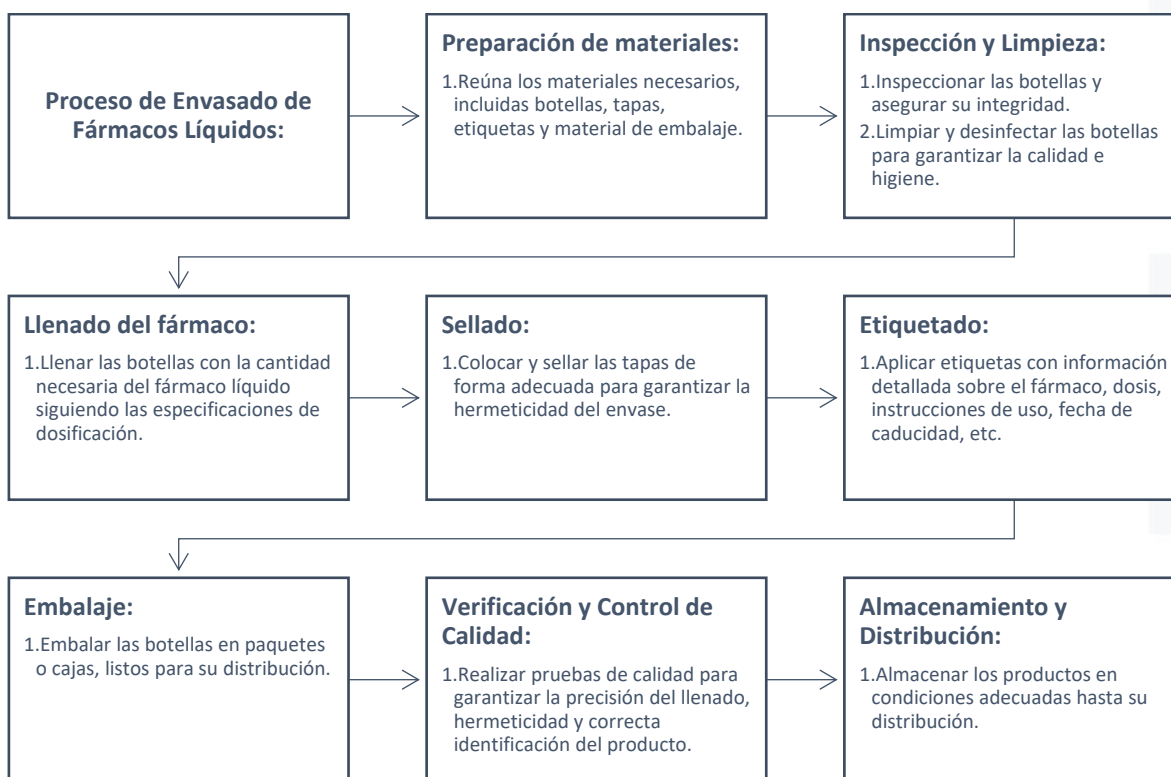 Proceso de Envasado de
Fármacos Líquidos:
Preparación de materiales:
1.Reúna los materiales necesarios,
incluidas botellas, tapas,
etiquetas y material de embalaje.
Inspección y Limpieza:
1.Inspeccionar las botellas y
asegurar su integridad.
2.Limpiar y desinfectar las botellas
para garantizar la calidad e
higiene.
Llenado del fármaco:
1.Llenar las botellas con la cantidad
necesaria del fármaco líquido
siguiendo las especificaciones de
dosificación.
Sellado:
1.Colocar y sellar las tapas de
forma adecuada para garantizar la
hermeticidad del envase.
Etiquetado:
1.Aplicar etiquetas con información
detallada sobre el fármaco, dosis,
instrucciones de uso, fecha de
caducidad, etc.
Embalaje:
1.Embalar las botellas en paquetes
o cajas, listos para su distribución.
Verificación y Control de
Calidad:
1.Realizar pruebas de calidad para
garantizar la precisión del llenado,
hermeticidad y correcta
identificación del producto.
Almacenamiento y
Distribución:
1.Almacenar los productos en
condiciones adecuadas hasta su
distribución.